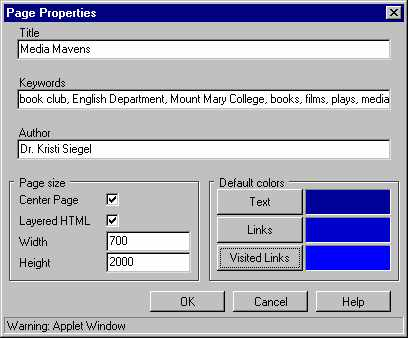 Page Properties
Title
Media Mavens
Keywords
book club, English Department, Mount Mary College, books, films, plays, media
Author
Dr. Kristi Siegel
Page size
Center Page
Layered HTML
Width 700
Height 2000
Default colors
Text
Links
Visited Links
OK Cancel Help
Warning: Applet Window